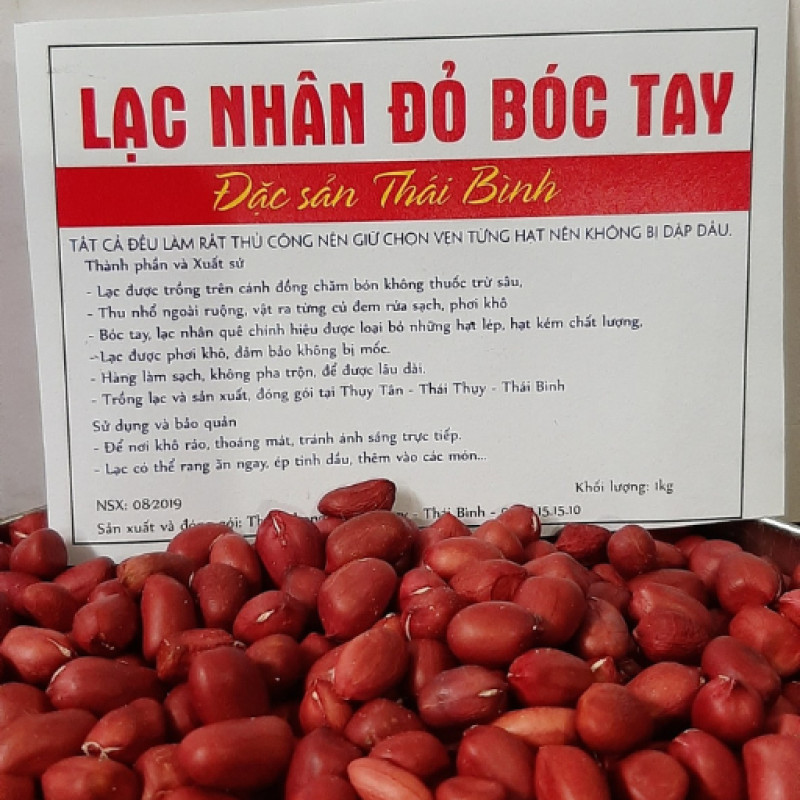 LẠC NHÂN ĐỎ BÓC TAY
Đặc sản Thái Bình
TẤT CẢ ĐỀU LÀM RẤT THỦ CÔNG NÊN GIỮ CHỌN VẸN TỪNG HẠT NÊN KHÔNG BỊ DẬP DẦU.
Thành phần và Xuất sứ
- Lạc được trồng trên cánh đồng chăm bón không thuốc trừ sâu,
- Thu nhổ ngoài ruộng, vặt ra từng củ đem rửa sạch, phơi khô
- Bóc tay, lạc nhân quê chính hiệu được loại bỏ những hạt lép, hạt kém chất lượng,
- Lạc được phơi khô, đảm bảo không bị mốc.
- Hàng làm sạch, không pha trộn, để được lâu dài.
- Trồng lạc và sản xuất, đóng gói tại Thụy Tân - Thái Thụy - Thái Bình
Sử dụng và bảo quản
- Để nơi khô ráo, thoáng mát, tránh ánh sáng trực tiếp.
- Lạc có thể rang ăn ngay, ép tinh dầu, thêm vào các món...
Khối lượng: 1kg
NSX: 08/2019
Sản xuất và đóng gói: - Thái Bình - 15.15.10